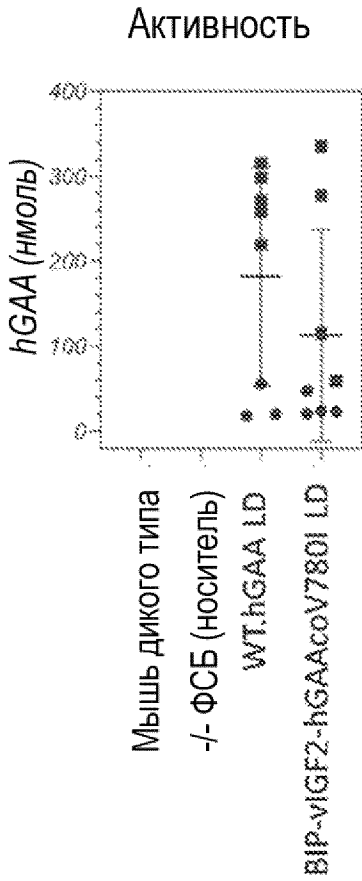 Активность
hGAA (нмоль)
400
300
200
100
0
Мышь дикого типа
-/- ФСБ (носитель)
WT.hGAA LD
BIP-vIGF2-hGAAcoV780I LD